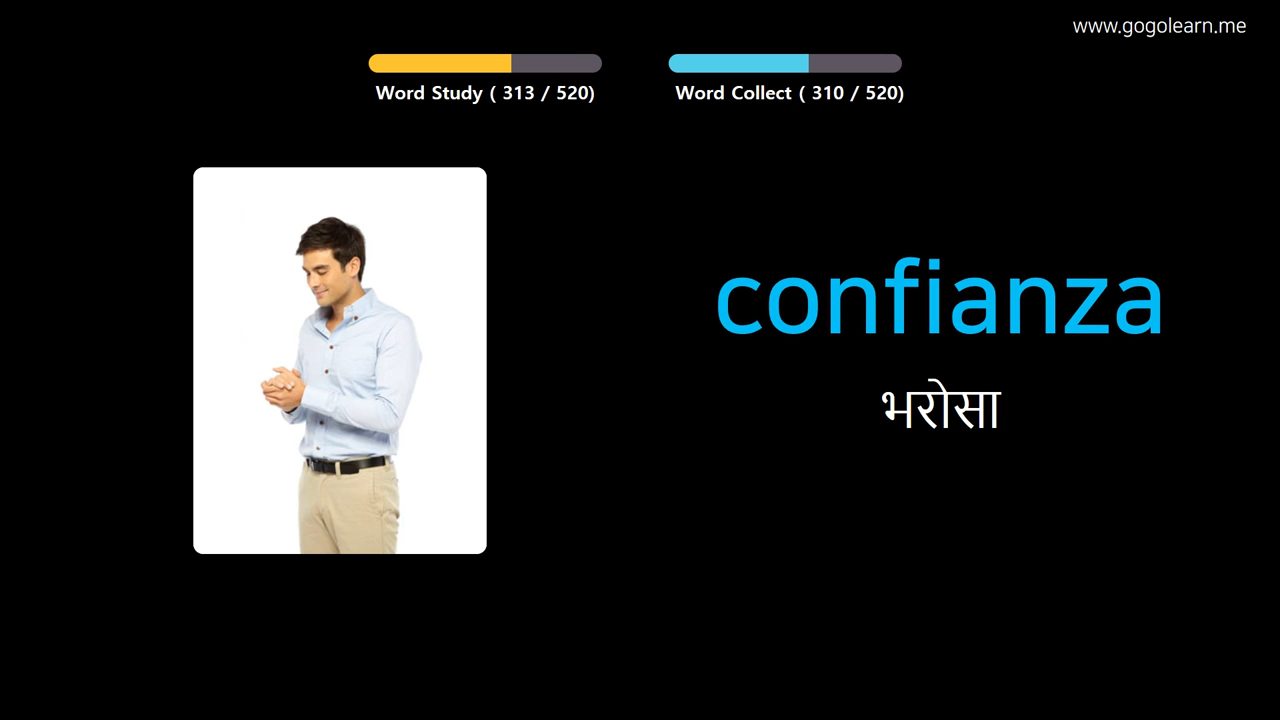 www.gogolearn.me
Word Study ( 313 / 520)
Word Collect ( 310 / 520)
confianza
भरोसा